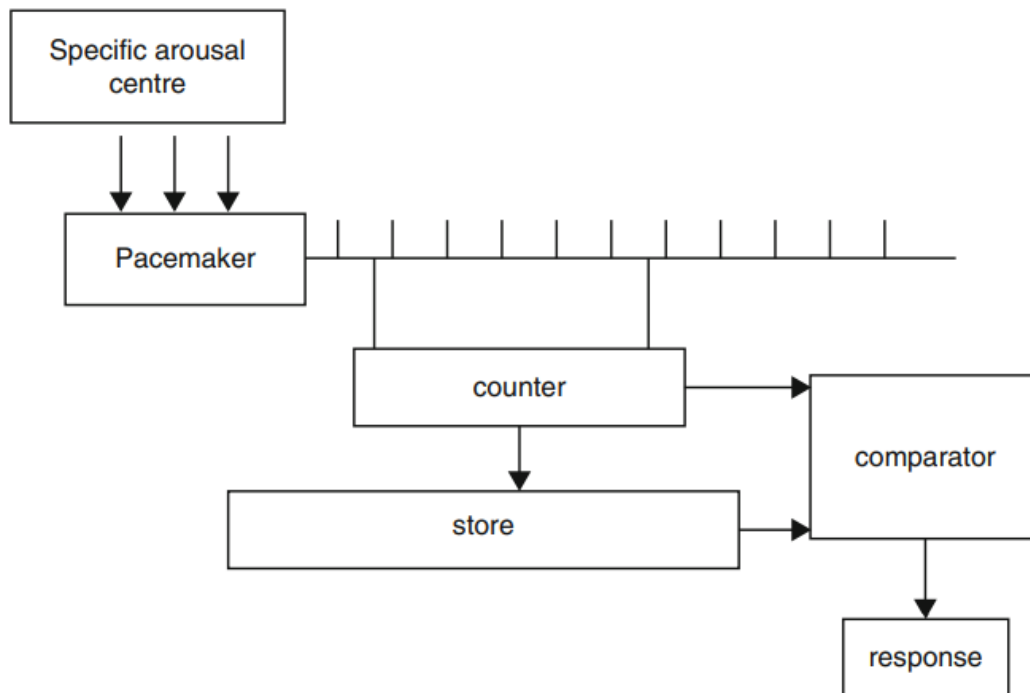 Specific arousal
centre
Pacemaker
counter
comparator
store
response